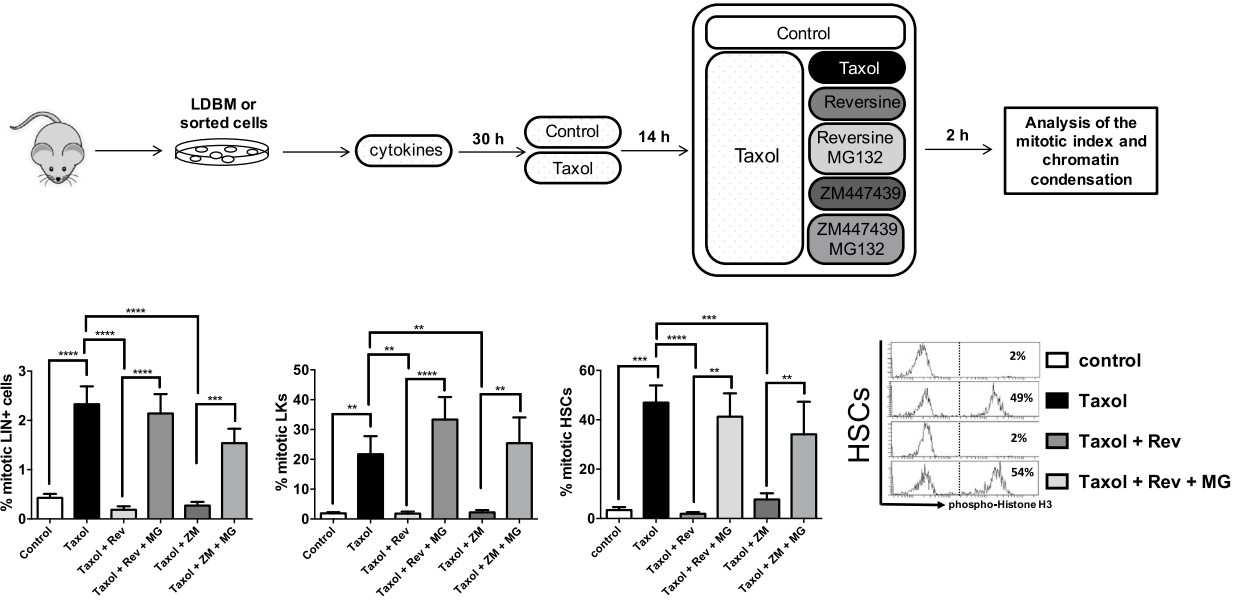 Control
LDBM or
sorted cells
cytokines
30 h
Control
Taxol
14 h
Taxol
Taxol
Reversine
Reversine
MG132
ZM447439
ZM447439
MG132
2 h
Analysis of the
mitotic index and
chromatin
condensation
% mitotic LIN+ cells
3
2
1
0
****
****
****
****
***
Control
Taxol
Taxol + Rev
Taxol + Rev + MG
Taxol + ZM
Taxol + ZM + MG
% mitotic LKs
50
40
30
20
10
0
**
**
**
****
**
Control
Taxol
Taxol + Rev
Taxol + Rev + MG
Taxol + ZM
Taxol + ZM + MG
% mitotic HSCs
60
40
20
0
***
****
***
**
**
control
Taxol
Taxol + Rev
Taxol + Rev + MG
Taxol + ZM
Taxol + ZM + MG
HSCs
2%
control
49%
Taxol
2%
Taxol + Rev
54%
Taxol + Rev + MG
phospho-Histone H3